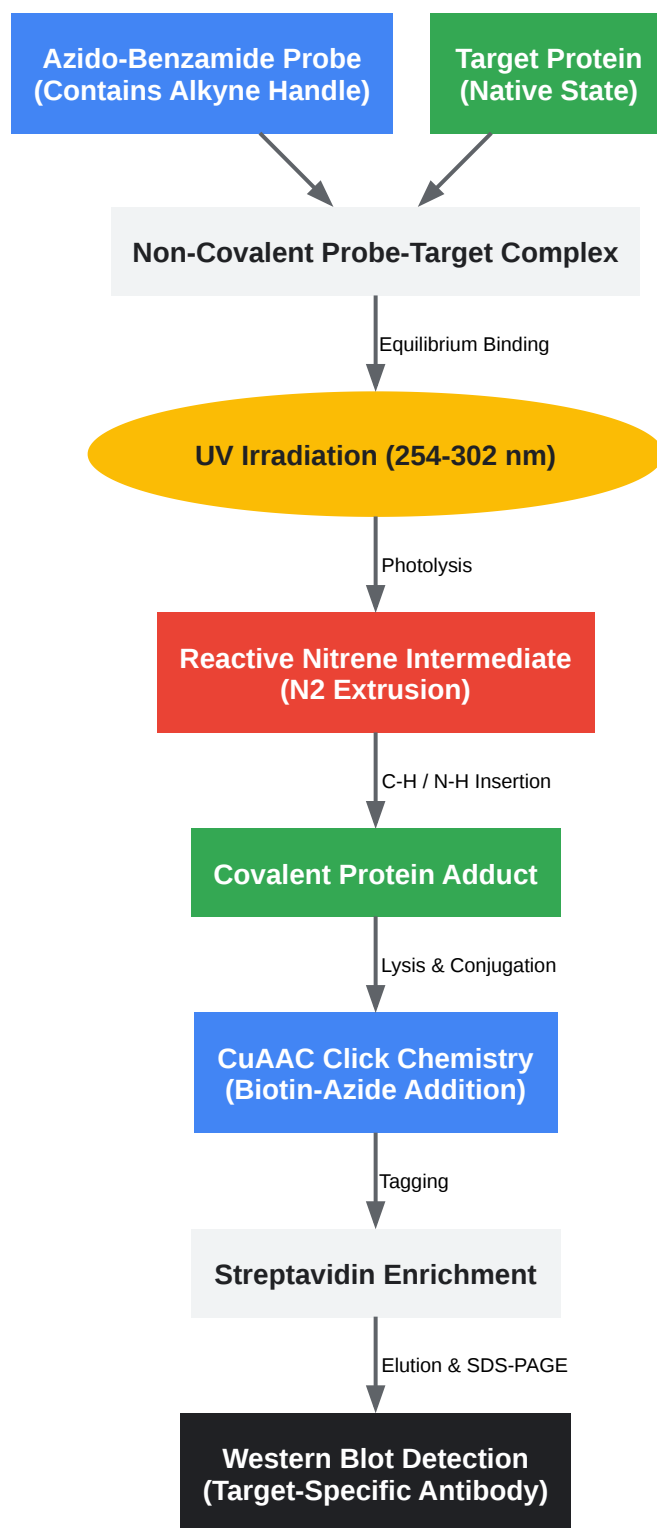 Azido-Benzamide Probe
(Contains Alkyne Handle)
Target Protein
(Native State)
Non-Covalent Probe-Target Complex
Equilibrium Binding
UV Irradiation (254-302 nm)
Photolysis
Reactive Nitrene Intermediate
(N2 Extrusion)
C-H / N-H Insertion
Covalent Protein Adduct
Lysis & Conjugation
CuAAC Click Chemistry
(Biotin-Azide Addition)
Tagging
Streptavidin Enrichment
Elution & SDS-PAGE
Western Blot Detection
(Target-Specific Antibody)